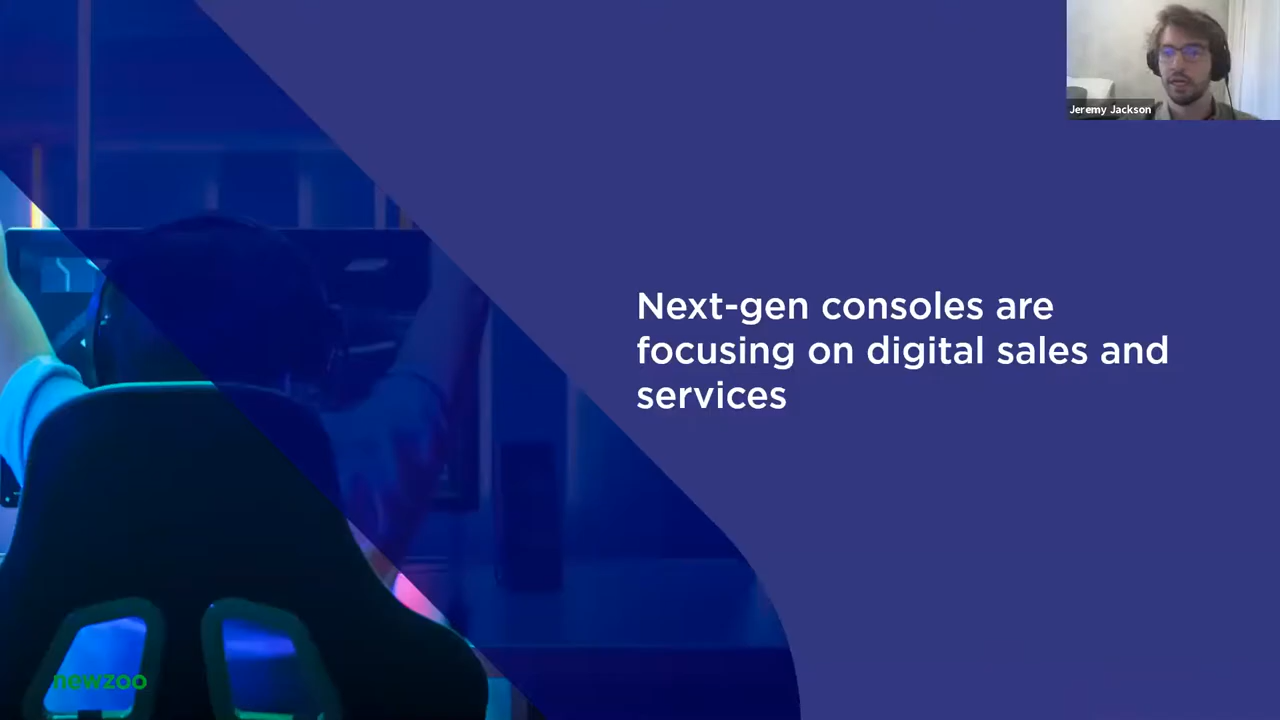 Jeremy Jackson
Next-gen consoles are
focusing on digital sales and
services
newzoo